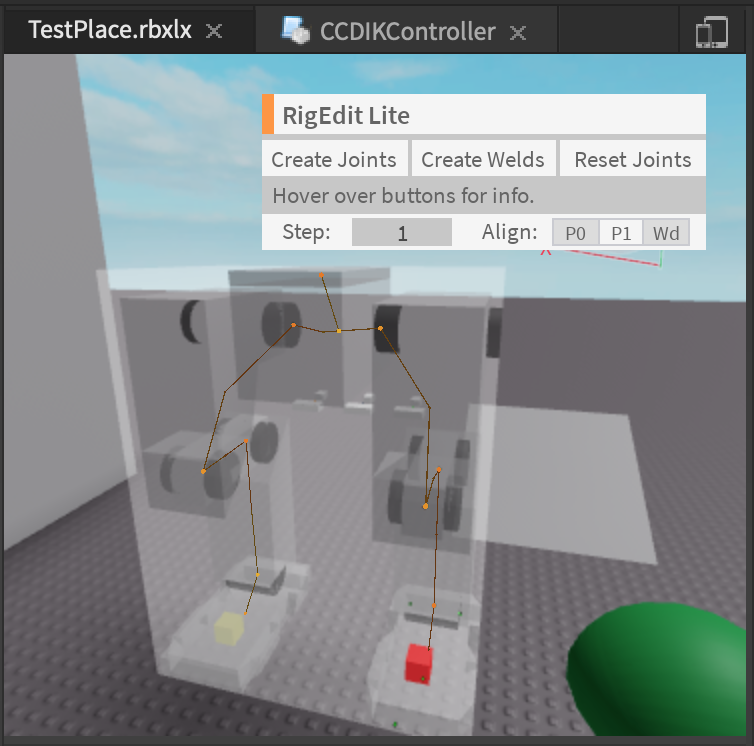 TestPlace.rbxlx CCDIKController
RigEdit Lite
Create Joints Create Welds Reset Joints
Hover over buttons for info.
Step: 1 Align: P0 P1 Wd